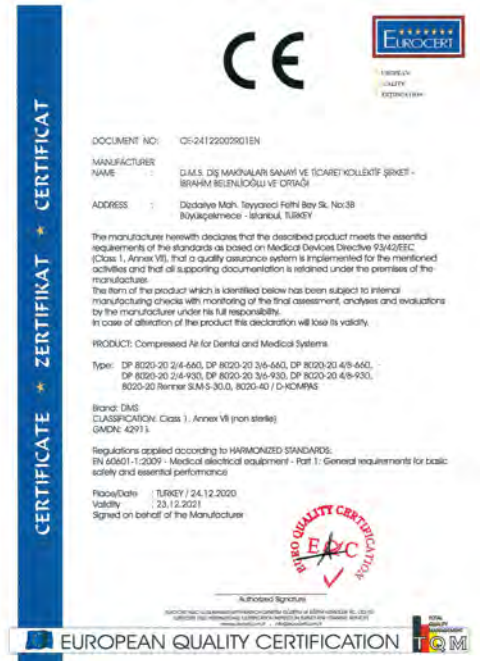 CE
EUROCERT
EUROPEAN
QUALITY
CERTIFICATION
CERTIFICATE ★ ZERTIFIKAT ★ CERTIFICAT
DOCUMENT NO: CE-24122002901EN
MANUFACTURER
NAME : D.M.S. DİŞ MAKİNALARI SANAYİ VE TİCARET KOLLEKTİF ŞİRKETİ -
İBRAHİM BELENLİOĞLU VE ORTAĞI
ADDRESS : Dizdariye Mah. Tayyareci Fethi Bey Sk. No:38
Büyükçekmece - İstanbul, TURKEY
The manufacturer herewith declares that the described product meets the essential
requirements of the standards as based on Medical Devices Directive 93/42/EEC
(Class 1, Annex VII), that a quality assurance system is implemented for the mentioned
activities and that all supporting documentation is retained under the premises of the
manufacturer.
The item of the product which is identified below has been subject to internal
manufacturing checks with monitoring of the final assessment, analyses and evaluations
by the manufacturer under his full responsibility.
In case of alteration of the product this declaration will lose its validity.
PRODUCT: Compressed Air for Dental and Medical Systems
Type: DP 8020-20 2/4-660, DP 8020-20 3/6-660, DP 8020-20 4/8-660,
DP 8020-20 2/4-930, DP 8020-20 3/6-930, DP 8020-20 4/8-930,
8020-20 Renner SLM-S-30.0, 8020-40 / D-KOMPAS
Brand: DMS
CLASSIFICATION: Class 1, Annex VII (non sterile)
GMDN: 42911
Regulations applied according to HARMONIZED STANDARDS:
EN 60601-1:2009 - Medical electrical equipment - Part 1: General requirements for basic
safety and essential performance
Place/Date : TURKEY / 24.12.2020
Validity : 23.12.2021
Signed on behalf of the Manufacturer
EURO QUALITY CERTIFICATION
EQC
Authorized Signature
EUROPEAN QUALITY CERTIFICATION
TOTAL
QUALITY
MANAGEMENT
TQM